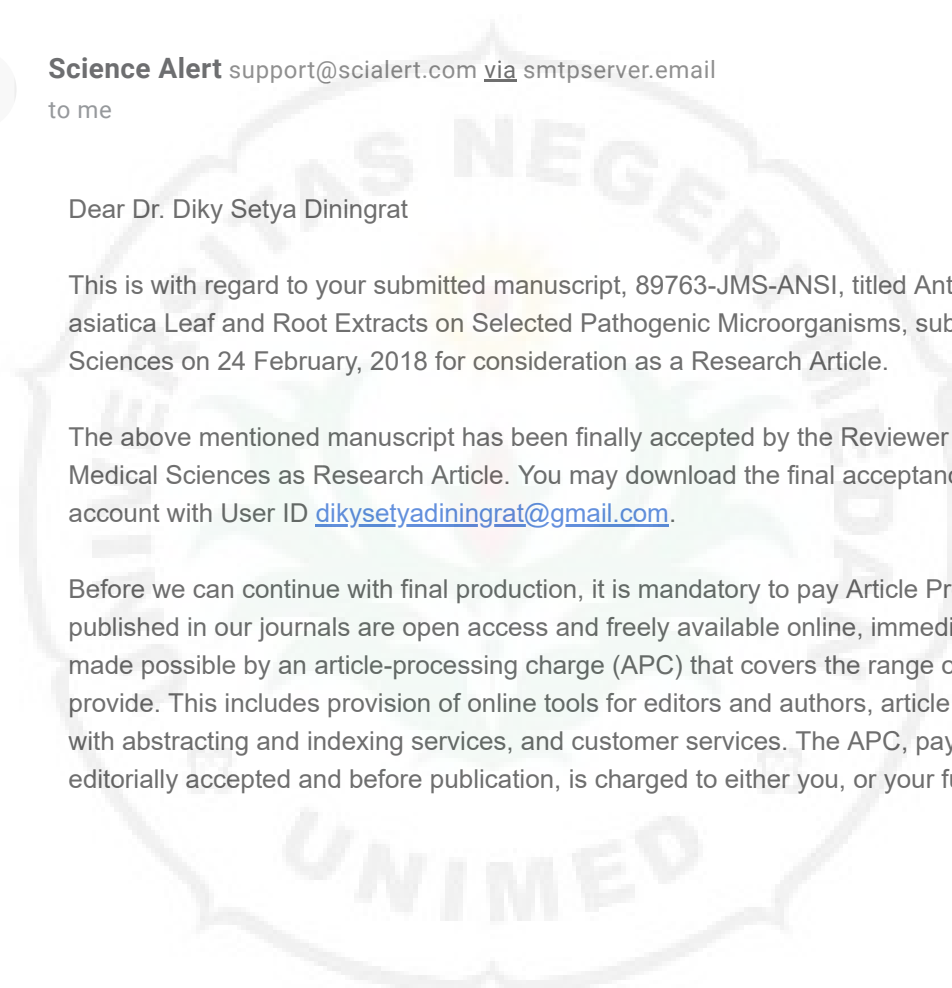 Science Alert support@scialert.com via smtpserver.email
to me
Dear Dr. Diky Setya Diningrat
This is with regard to your submitted manuscript, 89763-JMS-ANSI, titled Ant
asiatica Leaf and Root Extracts on Selected Pathogenic Microorganisms, sub
Sciences on 24 February, 2018 for consideration as a Research Article.
The above mentioned manuscript has been finally accepted by the Reviewer
Medical Sciences as Research Article. You may download the final acceptanc
account with User ID dikysetyadiningrat@gmail.com.
Before we can continue with final production, it is mandatory to pay Article Pr
published in our journals are open access and freely available online, immedi
made possible by an article-processing charge (APC) that covers the range o
provide. This includes provision of online tools for editors and authors, article
with abstracting and indexing services, and customer services. The APC, pay
editorially accepted and before publication, is charged to either you, or your fu
UNIVERSITAS NEGERI MEDAN
UNIMED